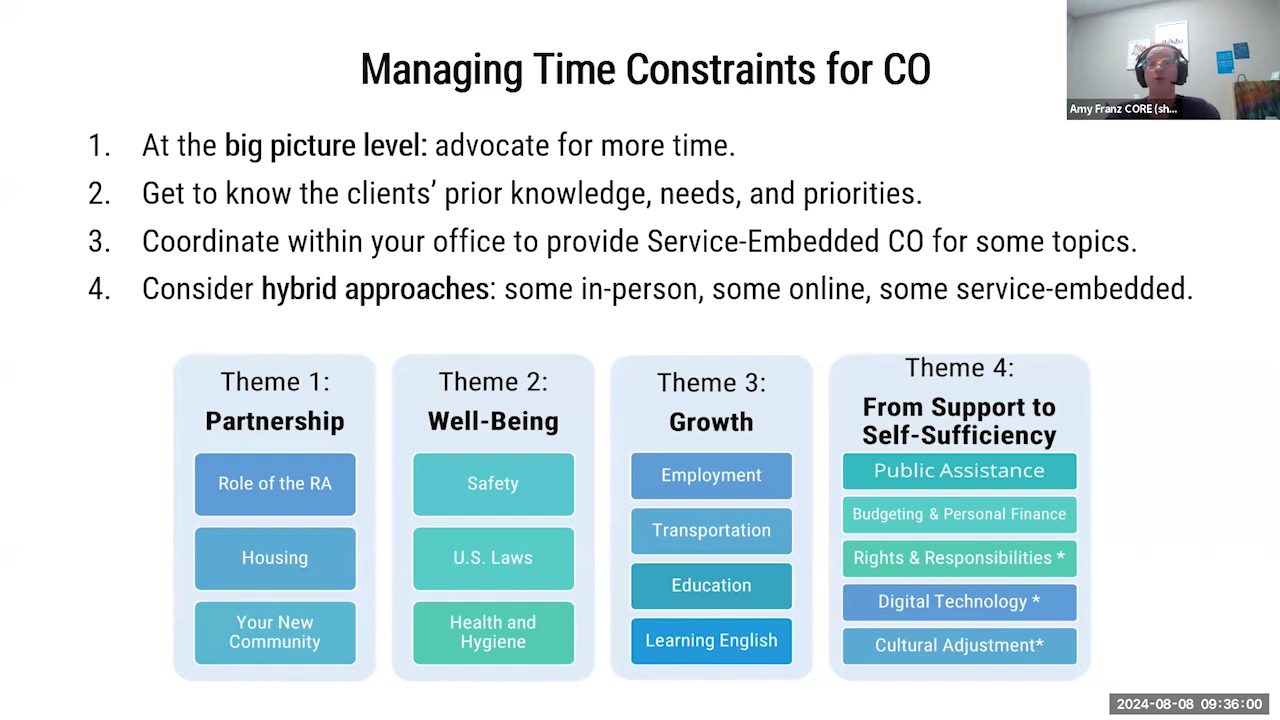 Managing Time Constraints for CO
Amy Franz CORE (sh...
1. At the big picture level: advocate for more time.
2. Get to know the clients’ prior knowledge, needs, and priorities.
3. Coordinate within your office to provide Service-Embedded CO for some topics.
4. Consider hybrid approaches: some in-person, some online, some service-embedded.
Theme 1:
Partnership
Role of the RA
Housing
Your New
Community
Theme 2:
Well-Being
Safety
U.S. Laws
Health and
Hygiene
Theme 3:
Growth
Employment
Transportation
Education
Learning English
Theme 4:
From Support to
Self-Sufficiency
Public Assistance
Budgeting & Personal Finance
Rights & Responsibilities *
Digital Technology *
Cultural Adjustment*
2024-08-08 09:36:00